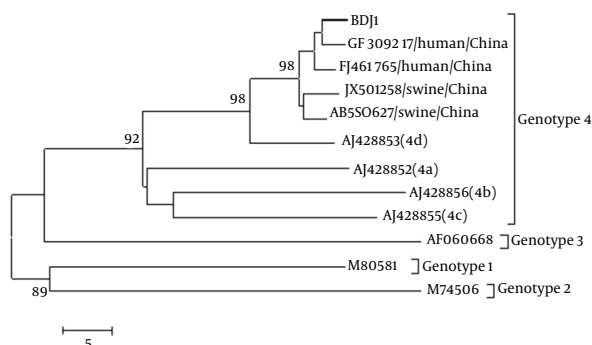 BDJ1
GF 3092 17/human/China
98
FJ461 765/human/China
JX501258/swine/China
98
AB5SO627/swine/China
Genotype 4
92
AJ428853(4d)
AJ428852(4a)
AJ428856(4b)
AJ428855(4c)
AF060668
Genotype 3
M80581
Genotype 1
89
M74506
Genotype 2
5